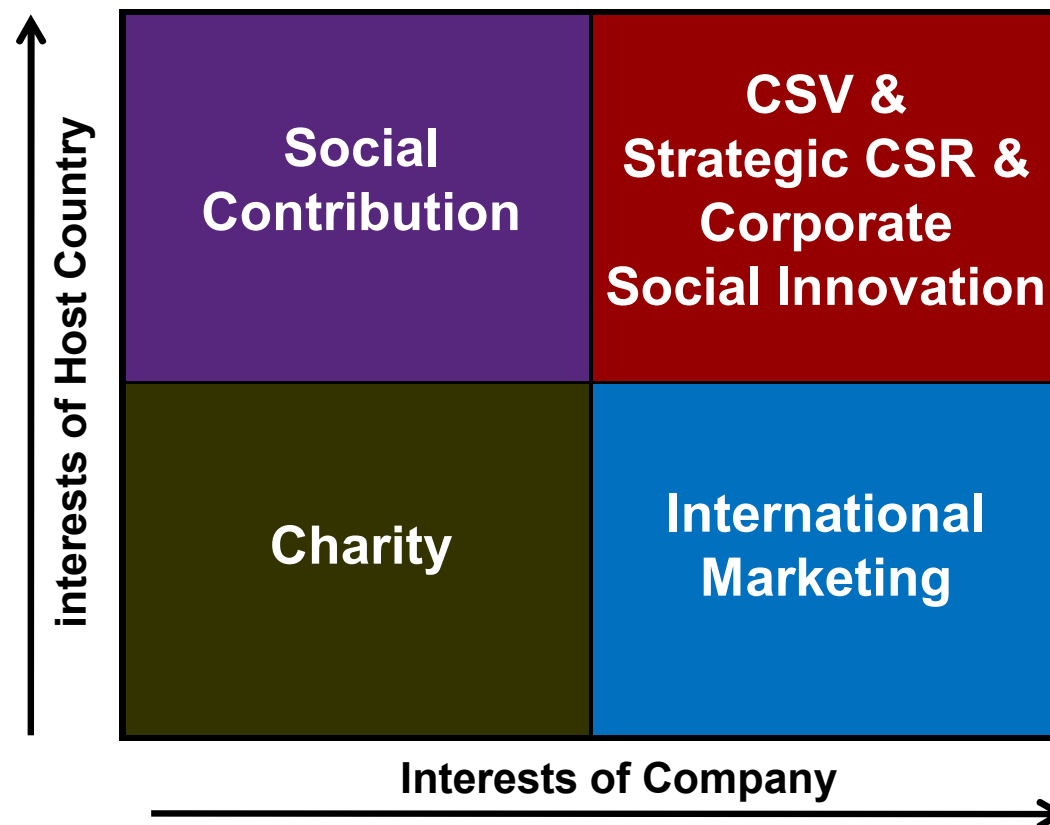 interests of Host Country
Social
Contribution
CSV &
Strategic CSR &
Corporate
Social Innovation
Charity
International
Marketing
Interests of Company